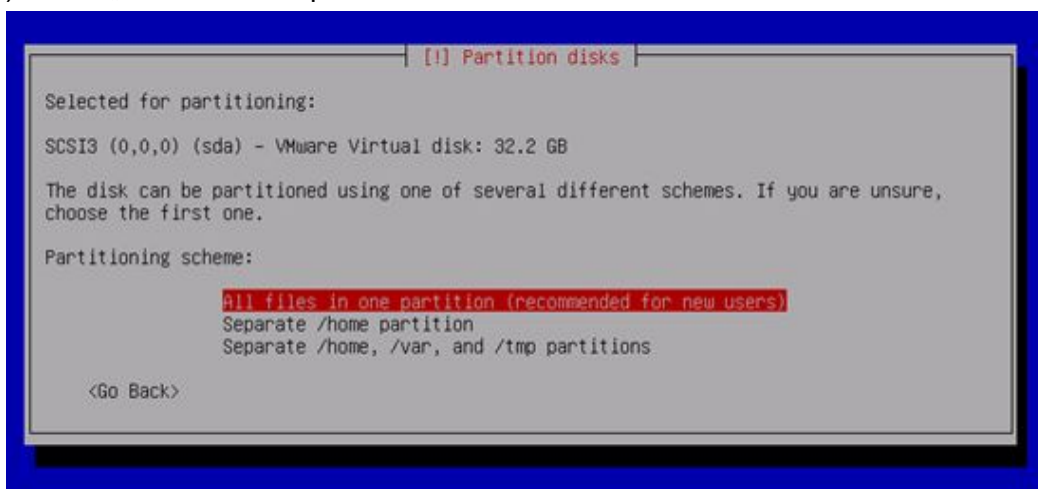 [!] Partition disks
Selected for partitioning:
SCSI3 (0,0,0) (sda) - VMware Virtual disk: 32.2 GB
The disk can be partitioned using one of several different schemes. If you are unsure,
choose the first one.
Partitioning scheme:
All files in one partition (recommended for new users)
Separate /home partition
Separate /home, /var, and /tmp partitions
<Go Back>